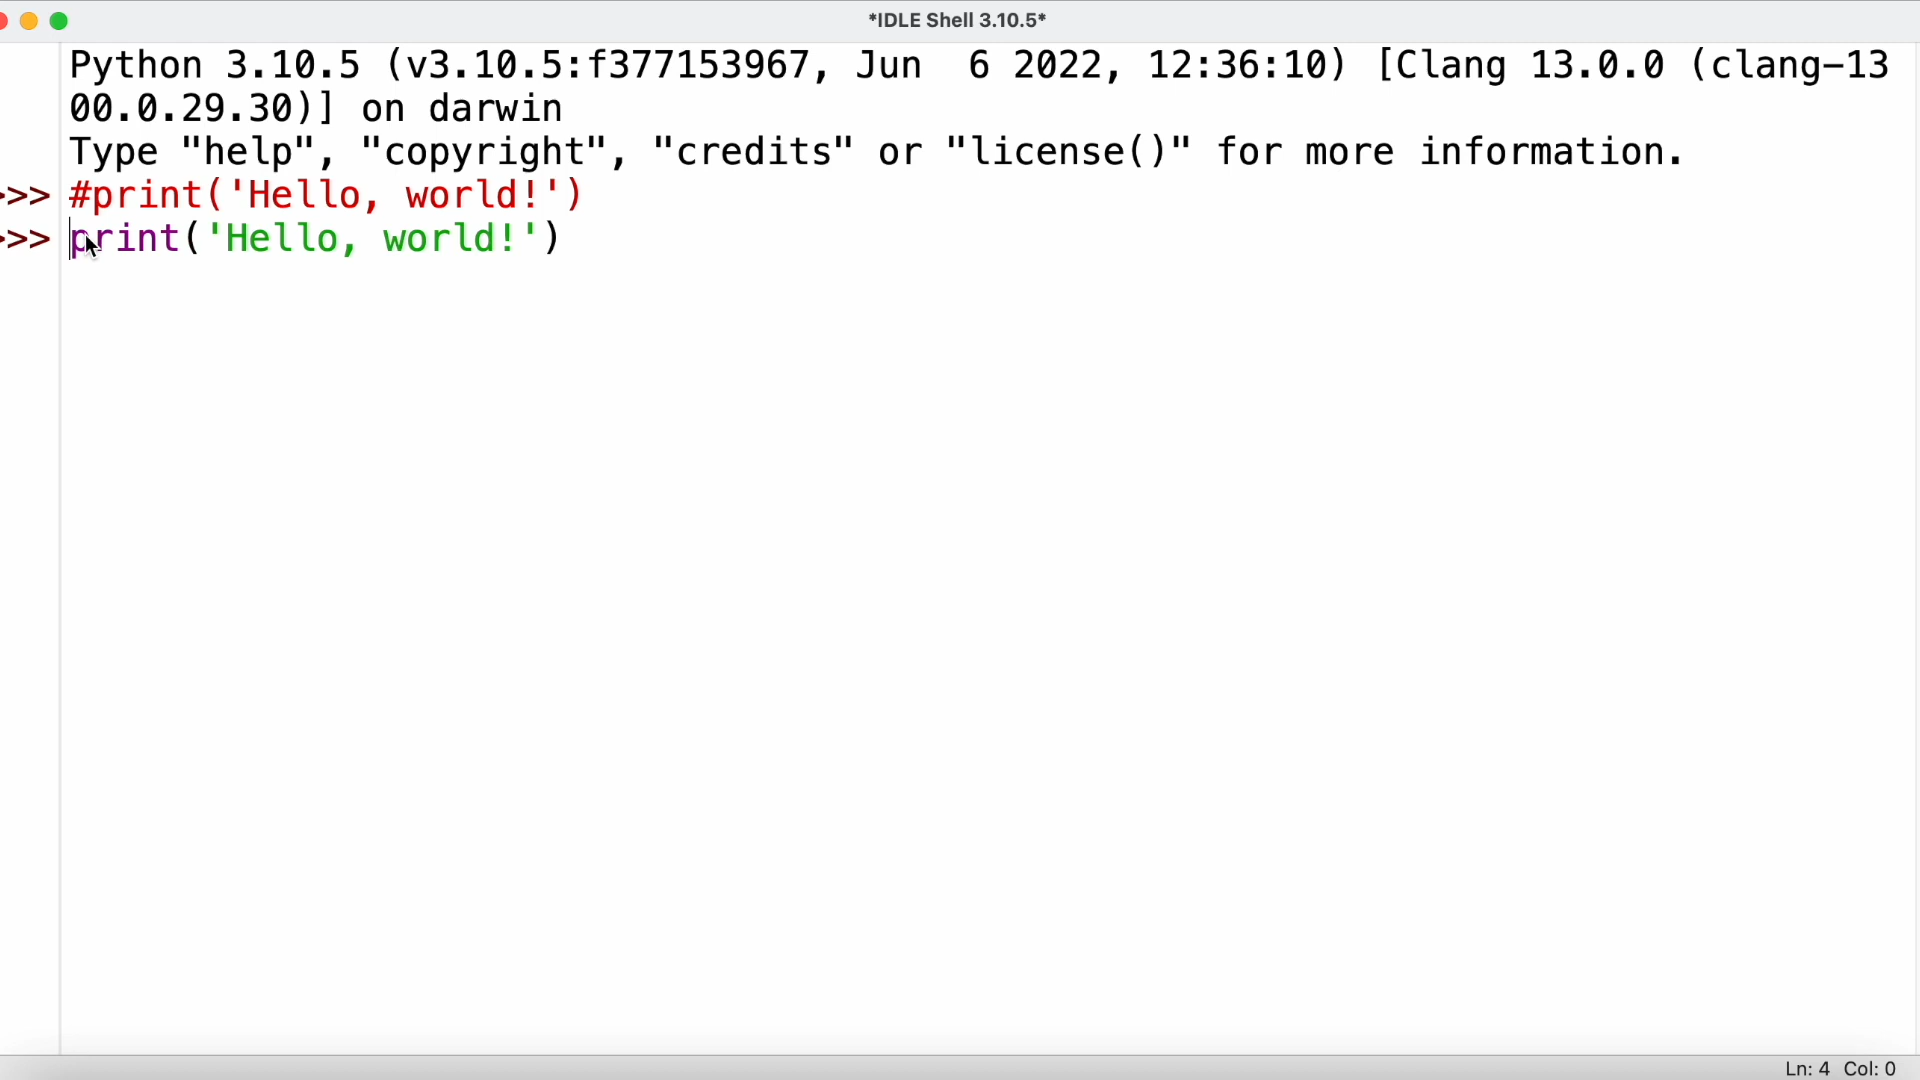 *IDLE Shell 3.10.5*
Python 3.10.5 (v3.10.5:f377153967, Jun  6 2022, 12:36:10) [Clang 13.0.0 (clang-13
00.0.29.30)] on darwin
Type "help", "copyright", "credits" or "license()" for more information.
>>> #print('Hello, world!')
>>> print('Hello, world!')
Ln: 4 Col: 0